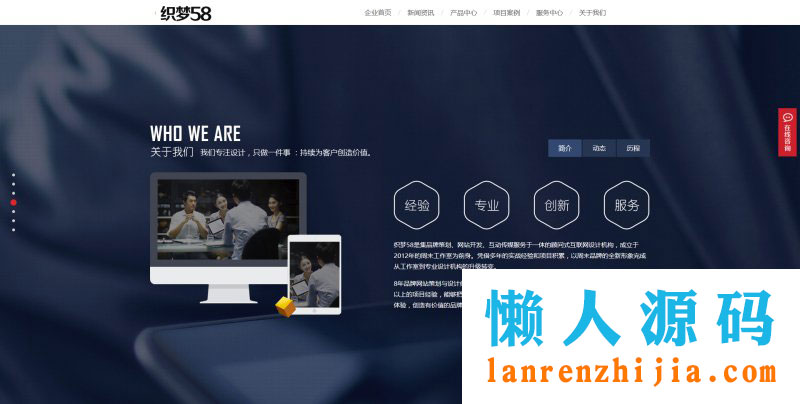 织梦58
企业首页 / 新闻资讯 / 产品中心 / 项目案例 / 服务中心 / 关于我们
在线咨询
WHO WE ARE
关于我们 我们专注设计，只做一件事：持续为客户创造价值。
简介 动态 历程
经验 专业 创新 服务
织梦58是集品牌策划、网站开发、互动传媒服务于一体的顾问式互联网设计机构，成立于
2012年的周末工作室为前身。凭借多年的实战经验和项目积累，以周末品牌的全新形象完成
从工作室到专业设计机构的升级转变。
8年品牌网站策划与设计
以上的项目经验，能够把
体验，创造有价值的品牌
懒人源码
lanrenzhijia.com